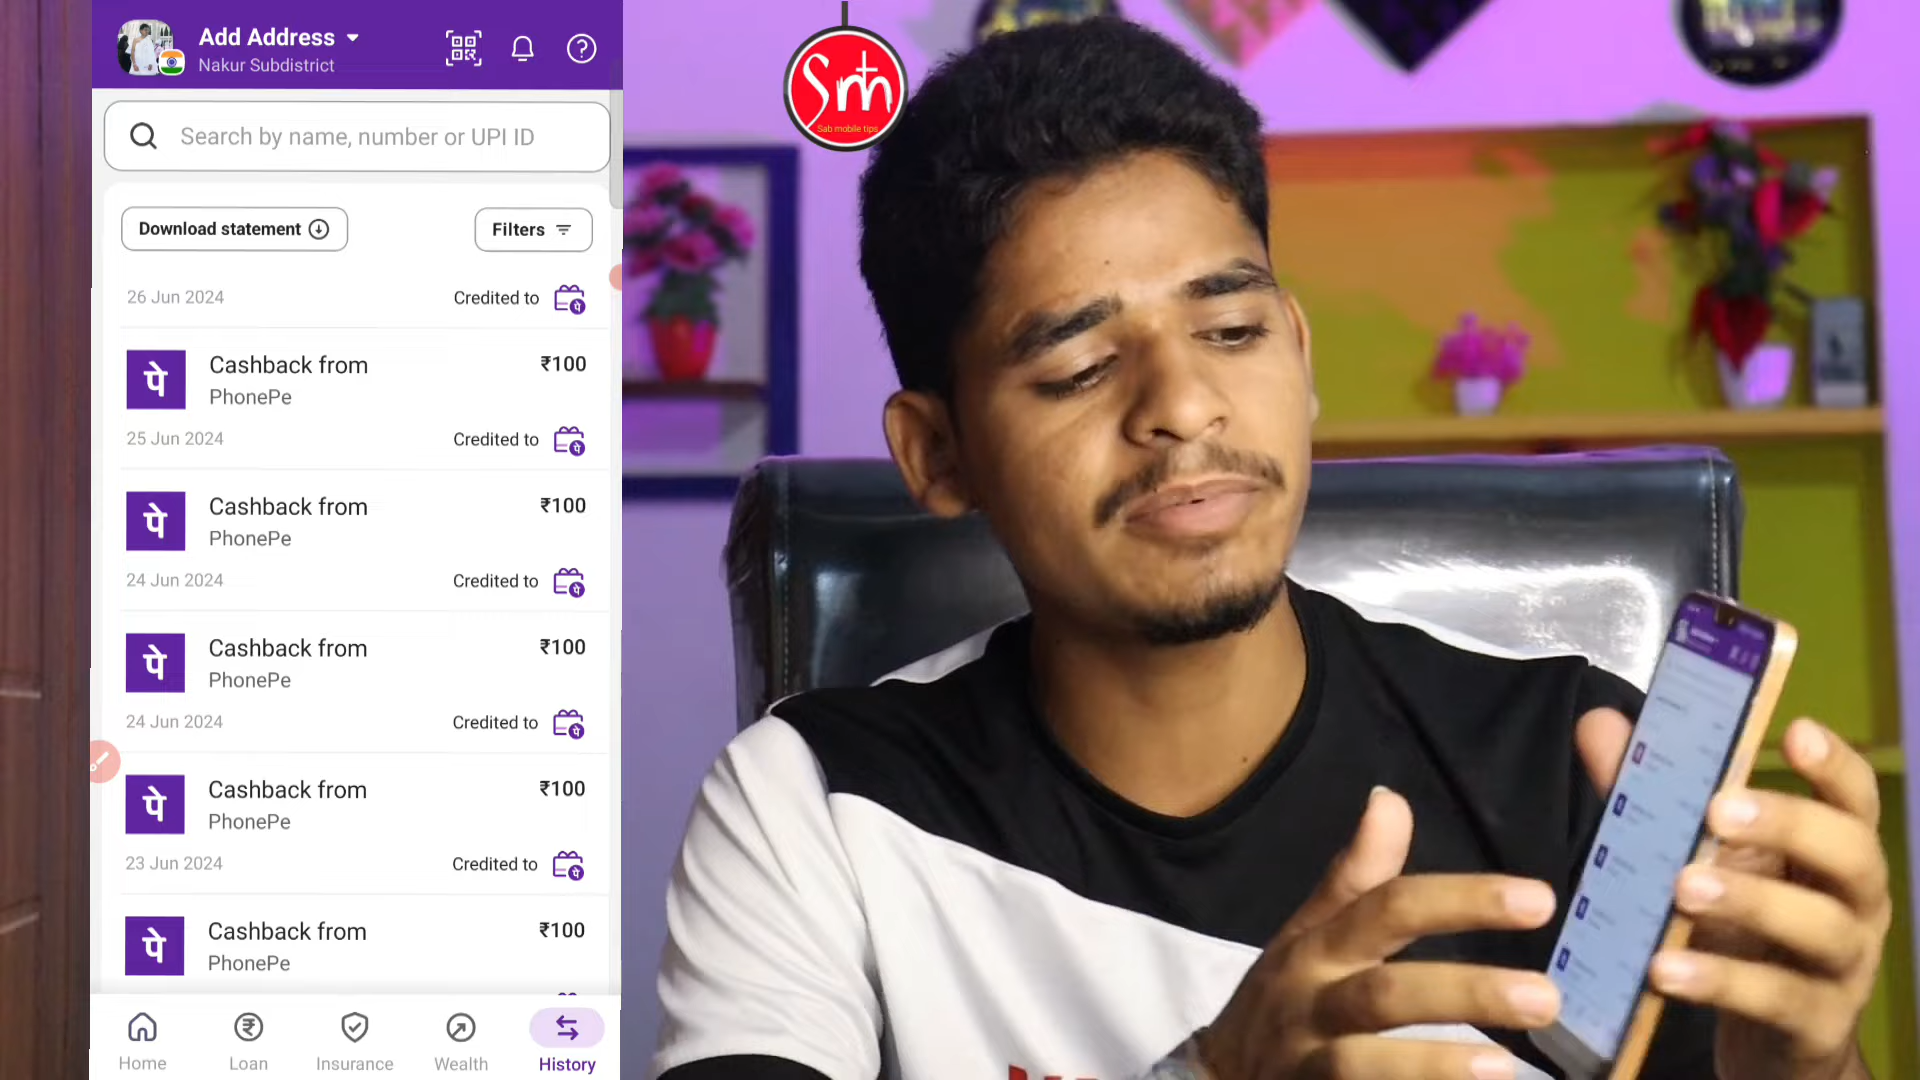 Add Address
Nakur Subdistrict
Search by name, number or UPI ID
Download statement
Filters
26 Jun 2024
Credited to
पे
Cashback from
₹100
PhonePe
25 Jun 2024
Credited to
पे
Cashback from
₹100
PhonePe
24 Jun 2024
Credited to
पे
Cashback from
₹100
PhonePe
24 Jun 2024
Credited to
पे
Cashback from
₹100
PhonePe
23 Jun 2024
Credited to
पे
Cashback from
₹100
PhonePe
Home
Loan
Insurance
Wealth
History
Smt
Sab mobile tips